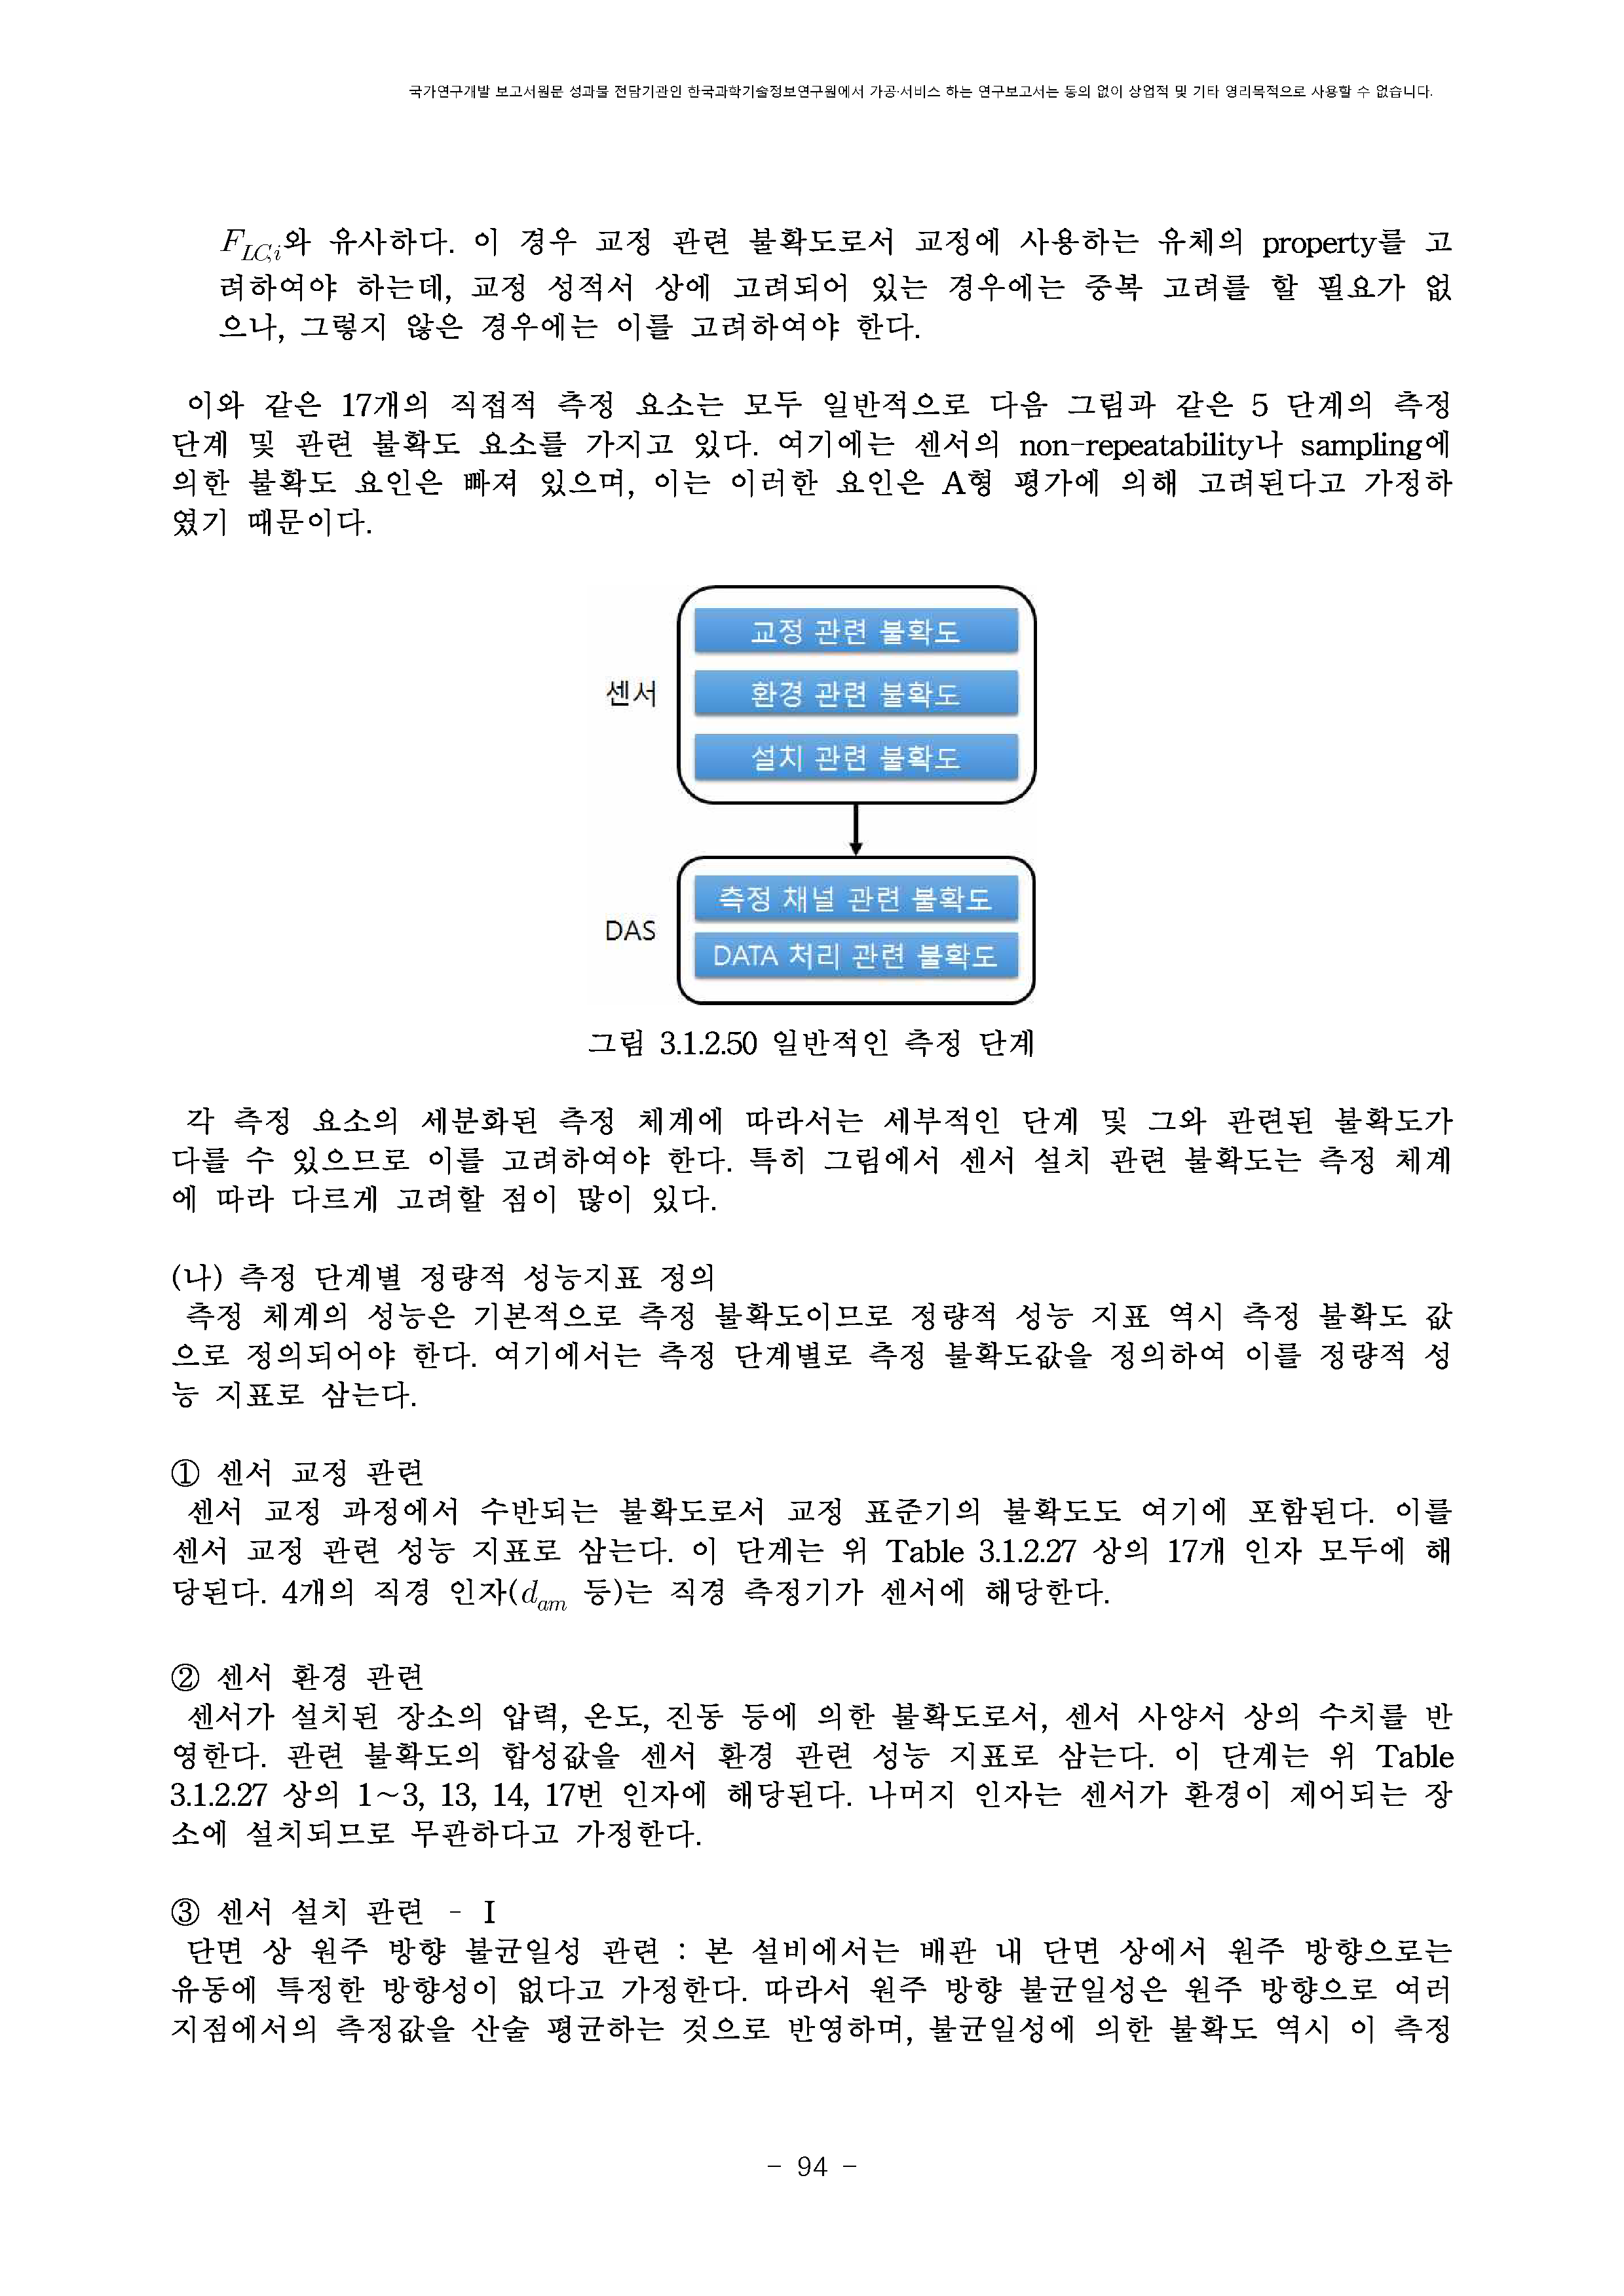 국가연구개발 보고서원문 성과물 전담기관인 한국과학기술정보연구원에서 가공·서비스 하는 연구보고서는 동의 없이 상업적 및 기타 영리목적으로 사용할 수 없습니다.
F_{LC,i}와 유사하다. 이 경우 교정 관련 불확도로서 교정에 사용하는 유체의 property를 고
려하여야 하는데, 교정 성적서 상에 고려되어 있는 경우에는 중복 고려를 할 필요가 없
으나, 그렇지 않은 경우에는 이를 고려하여야 한다.
이와 같은 17개의 직접적 측정 요소는 모두 일반적으로 다음 그림과 같은 5 단계의 측정
단계 및 관련 불확도 요소를 가지고 있다. 여기에는 센서의 non-repeatability나 sampling에
의한 불확도 요인은 빠져 있으며, 이는 이러한 요인은 A형 평가에 의해 고려된다고 가정하
였기 때문이다.
교정 관련 불확도
센서
환경 관련 불확도
설치 관련 불확도
측정 채널 관련 불확도
DAS
DATA 처리 관련 불확도
그림 3.1.2.50 일반적인 측정 단계
각 측정 요소의 세분화된 측정 체계에 따라서는 세부적인 단계 및 그와 관련된 불확도가
다를 수 있으므로 이를 고려하여야 한다. 특히 그림에서 센서 설치 관련 불확도는 측정 체계
에 따라 다르게 고려할 점이 많이 있다.
(나) 측정 단계별 정량적 성능지표 정의
측정 체계의 성능은 기본적으로 측정 불확도이므로 정량적 성능 지표 역시 측정 불확도 값
으로 정의되어야 한다. 여기에서는 측정 단계별로 측정 불확도값을 정의하여 이를 정량적 성
능 지표로 삼는다.
① 센서 교정 관련
센서 교정 과정에서 수반되는 불확도로서 교정 표준기의 불확도도 여기에 포함된다. 이를
센서 교정 관련 성능 지표로 삼는다. 이 단계는 위 Table 3.1.2.27 상의 17개 인자 모두에 해
당된다. 4개의 직경 인자(d_{am} 등)는 직경 측정기가 센서에 해당한다.
② 센서 환경 관련
센서가 설치된 장소의 압력, 온도, 진동 등에 의한 불확도로서, 센서 사양서 상의 수치를 반
영한다. 관련 불확도의 합성값을 센서 환경 관련 성능 지표로 삼는다. 이 단계는 위 Table
3.1.2.27 상의 1~3, 13, 14, 17번 인자에 해당된다. 나머지 인자는 센서가 환경이 제어되는 장
소에 설치되므로 무관하다고 가정한다.
③ 센서 설치 관련 - I
단면 상 원주 방향 불균일성 관련 : 본 설비에서는 배관 내 단면 상에서 원주 방향으로는
유동에 특정한 방향성이 없다고 가정한다. 따라서 원주 방향 불균일성은 원주 방향으로 여러
지점에서의 측정값을 산술 평균하는 것으로 반영하며, 불균일성에 의한 불확도 역시 이 측정
- 94 -